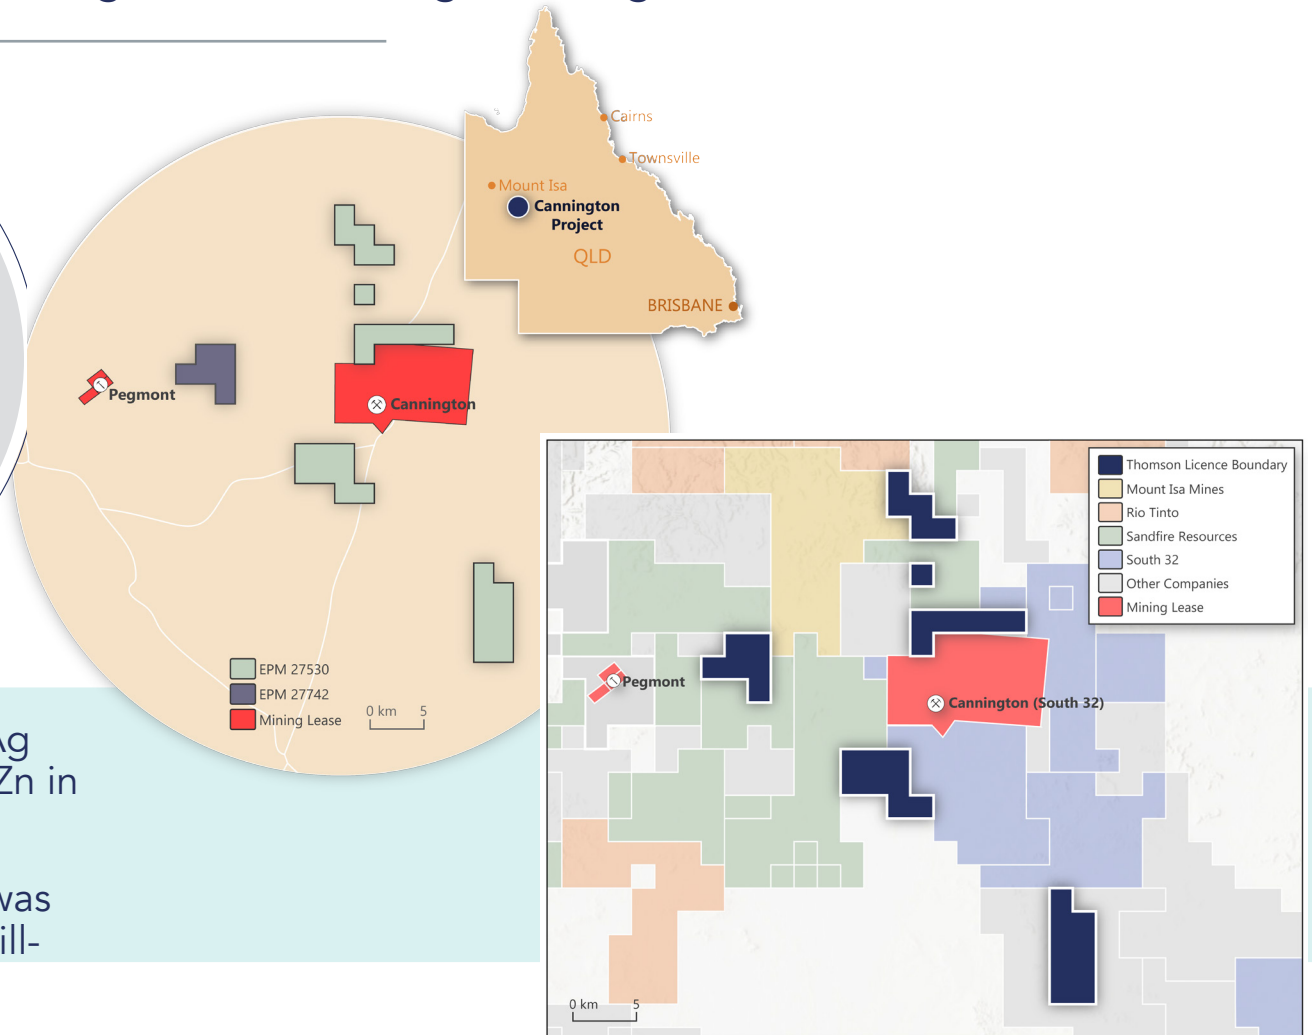 Cairns
Townsville
Mount Isa
Cannington
Project
QLD
BRISBANE
Pegmont
Cannington
EPM 27530
EPM 27742
Mining Lease
0 km 5
Ag
Zn in
was
ill-
Thomson Licence Boundary
Mount Isa Mines
Rio Tinto
Sandfire Resources
South 32
Other Companies
Mining Lease
Pegmont
Cannington (South 32)
0 km 5